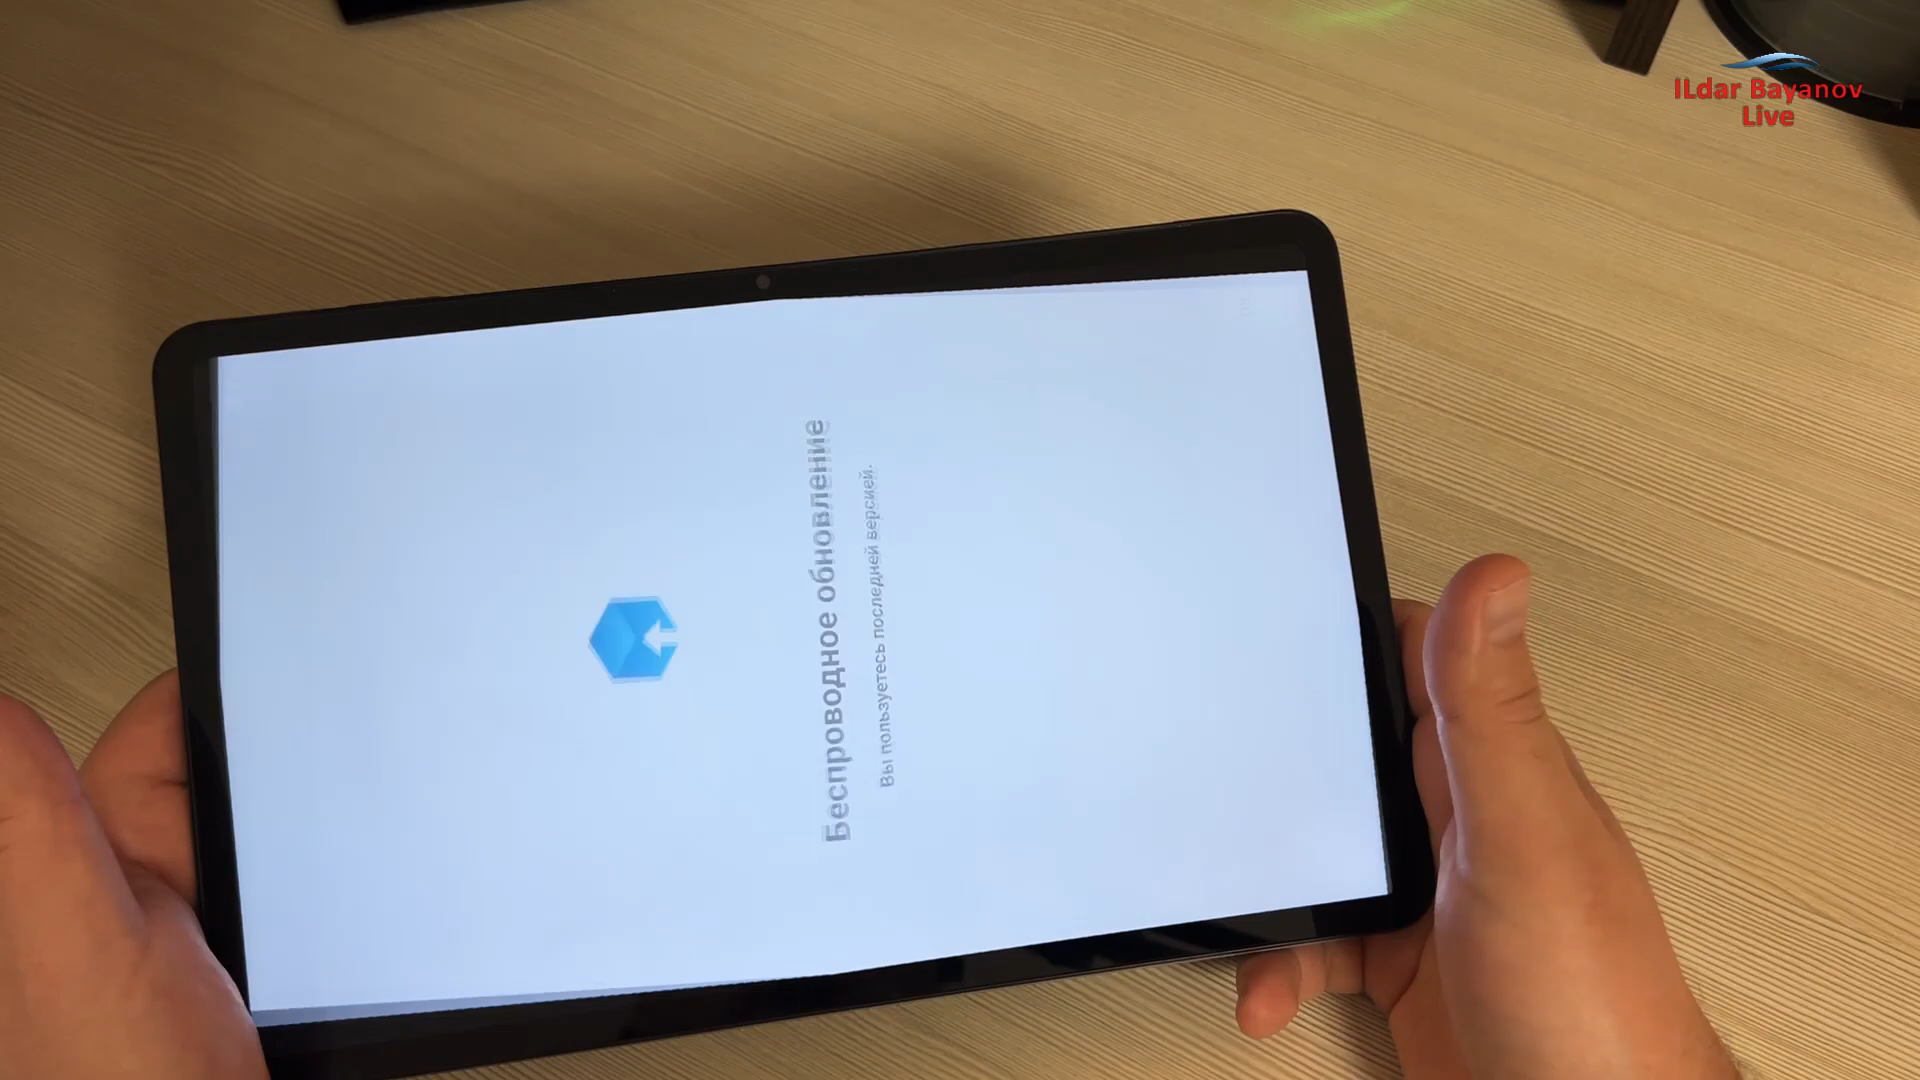 ILdar Bayanov
Live
Беспроводное обновление
Вы пользуетесь последней версией.